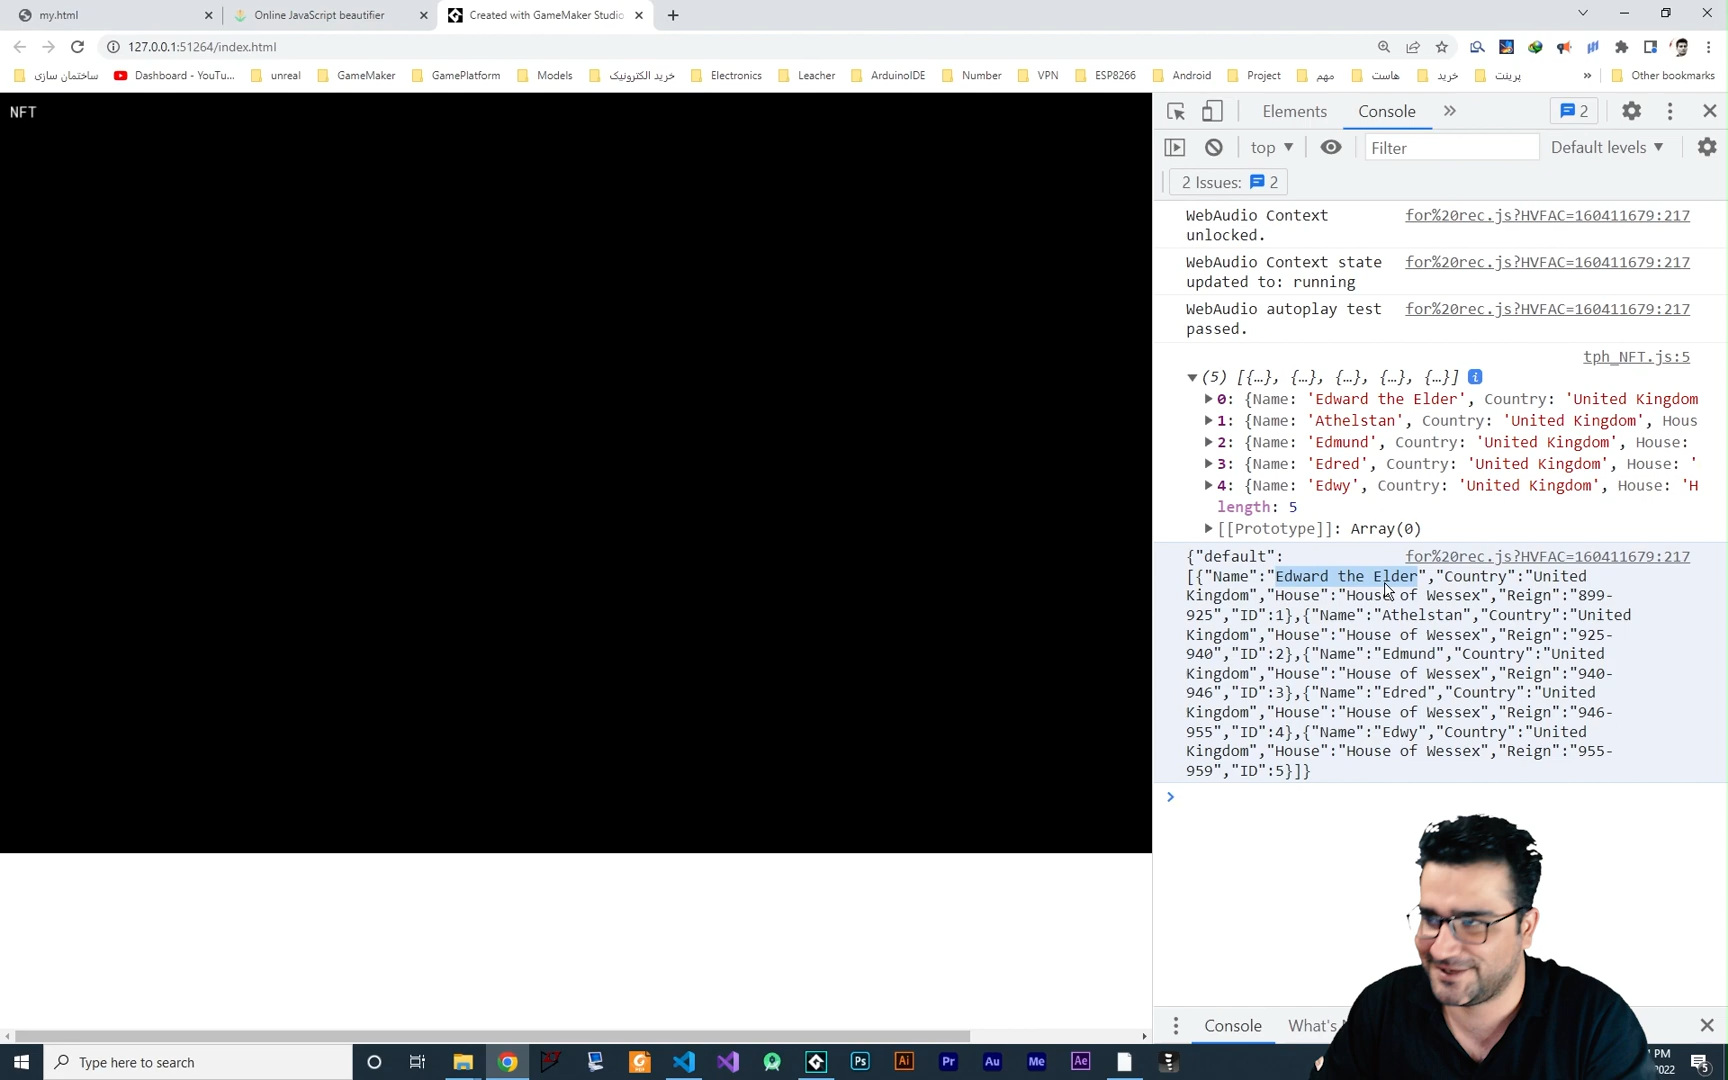 my.html
Online JavaScript beautifier
Created with GameMaker Studio
127.0.0.1:51264/index.html
ساختمان سازی
Dashboard - YouTu...
unreal
GameMaker
GamePlatform
Models
خرید الکترونیک
Electronics
Leacher
ArduinoIDE
Number
VPN
ESP8266
Android
Project
مهم
هاست
خرید
پرینت
»
Other bookmarks
NFT
Elements
Console
2
top
Filter
Default levels
2 Issues: 2
WebAudio Context for%20rec.js?HVFAC=160411679:217
unlocked.
WebAudio Context state for%20rec.js?HVFAC=160411679:217
updated to: running
WebAudio autoplay test for%20rec.js?HVFAC=160411679:217
passed.
tph_NFT.js:5
(5) [{…}, {…}, {…}, {…}, {…}]
0: {Name: 'Edward the Elder', Country: 'United Kingdom
1: {Name: 'Athelstan', Country: 'United Kingdom', Hous
2: {Name: 'Edmund', Country: 'United Kingdom', House:
3: {Name: 'Edred', Country: 'United Kingdom', House: '
4: {Name: 'Edwy', Country: 'United Kingdom', House: 'H
length: 5
[[Prototype]]: Array(0)
{"default": for%20rec.js?HVFAC=160411679:217
[{"Name":"Edward the Elder","Country":"United
Kingdom","House":"House of Wessex","Reign":"899-
925","ID":1},{"Name":"Athelstan","Country":"United
Kingdom","House":"House of Wessex","Reign":"925-
940","ID":2},{"Name":"Edmund","Country":"United
Kingdom","House":"House of Wessex","Reign":"940-
946","ID":3},{"Name":"Edred","Country":"United
Kingdom","House":"House of Wessex","Reign":"946-
955","ID":4},{"Name":"Edwy","Country":"United
Kingdom","House":"House of Wessex","Reign":"955-
959","ID":5}]}
Console
What's
Type here to search
Ps
Ai
Pr
Au
Me
Ae
PM
2022
5